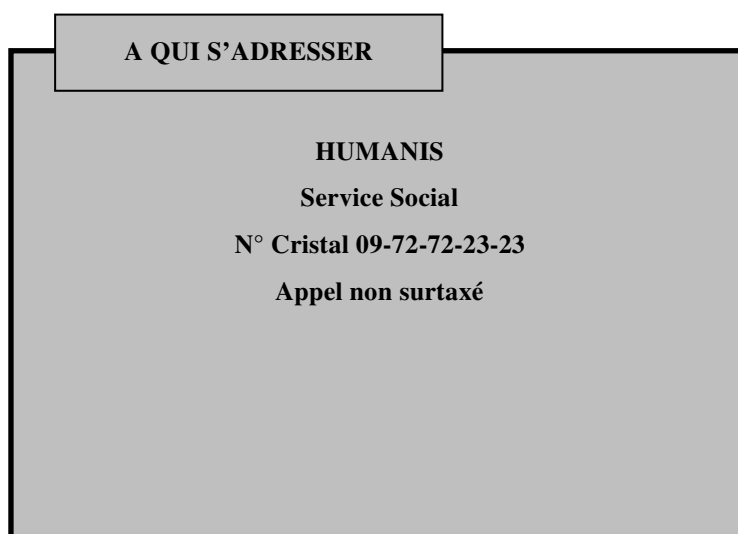 A QUI S’ADRESSER
HUMANIS
Service Social
N° Cristal 09-72-72-23-23
Appel non surtaxé